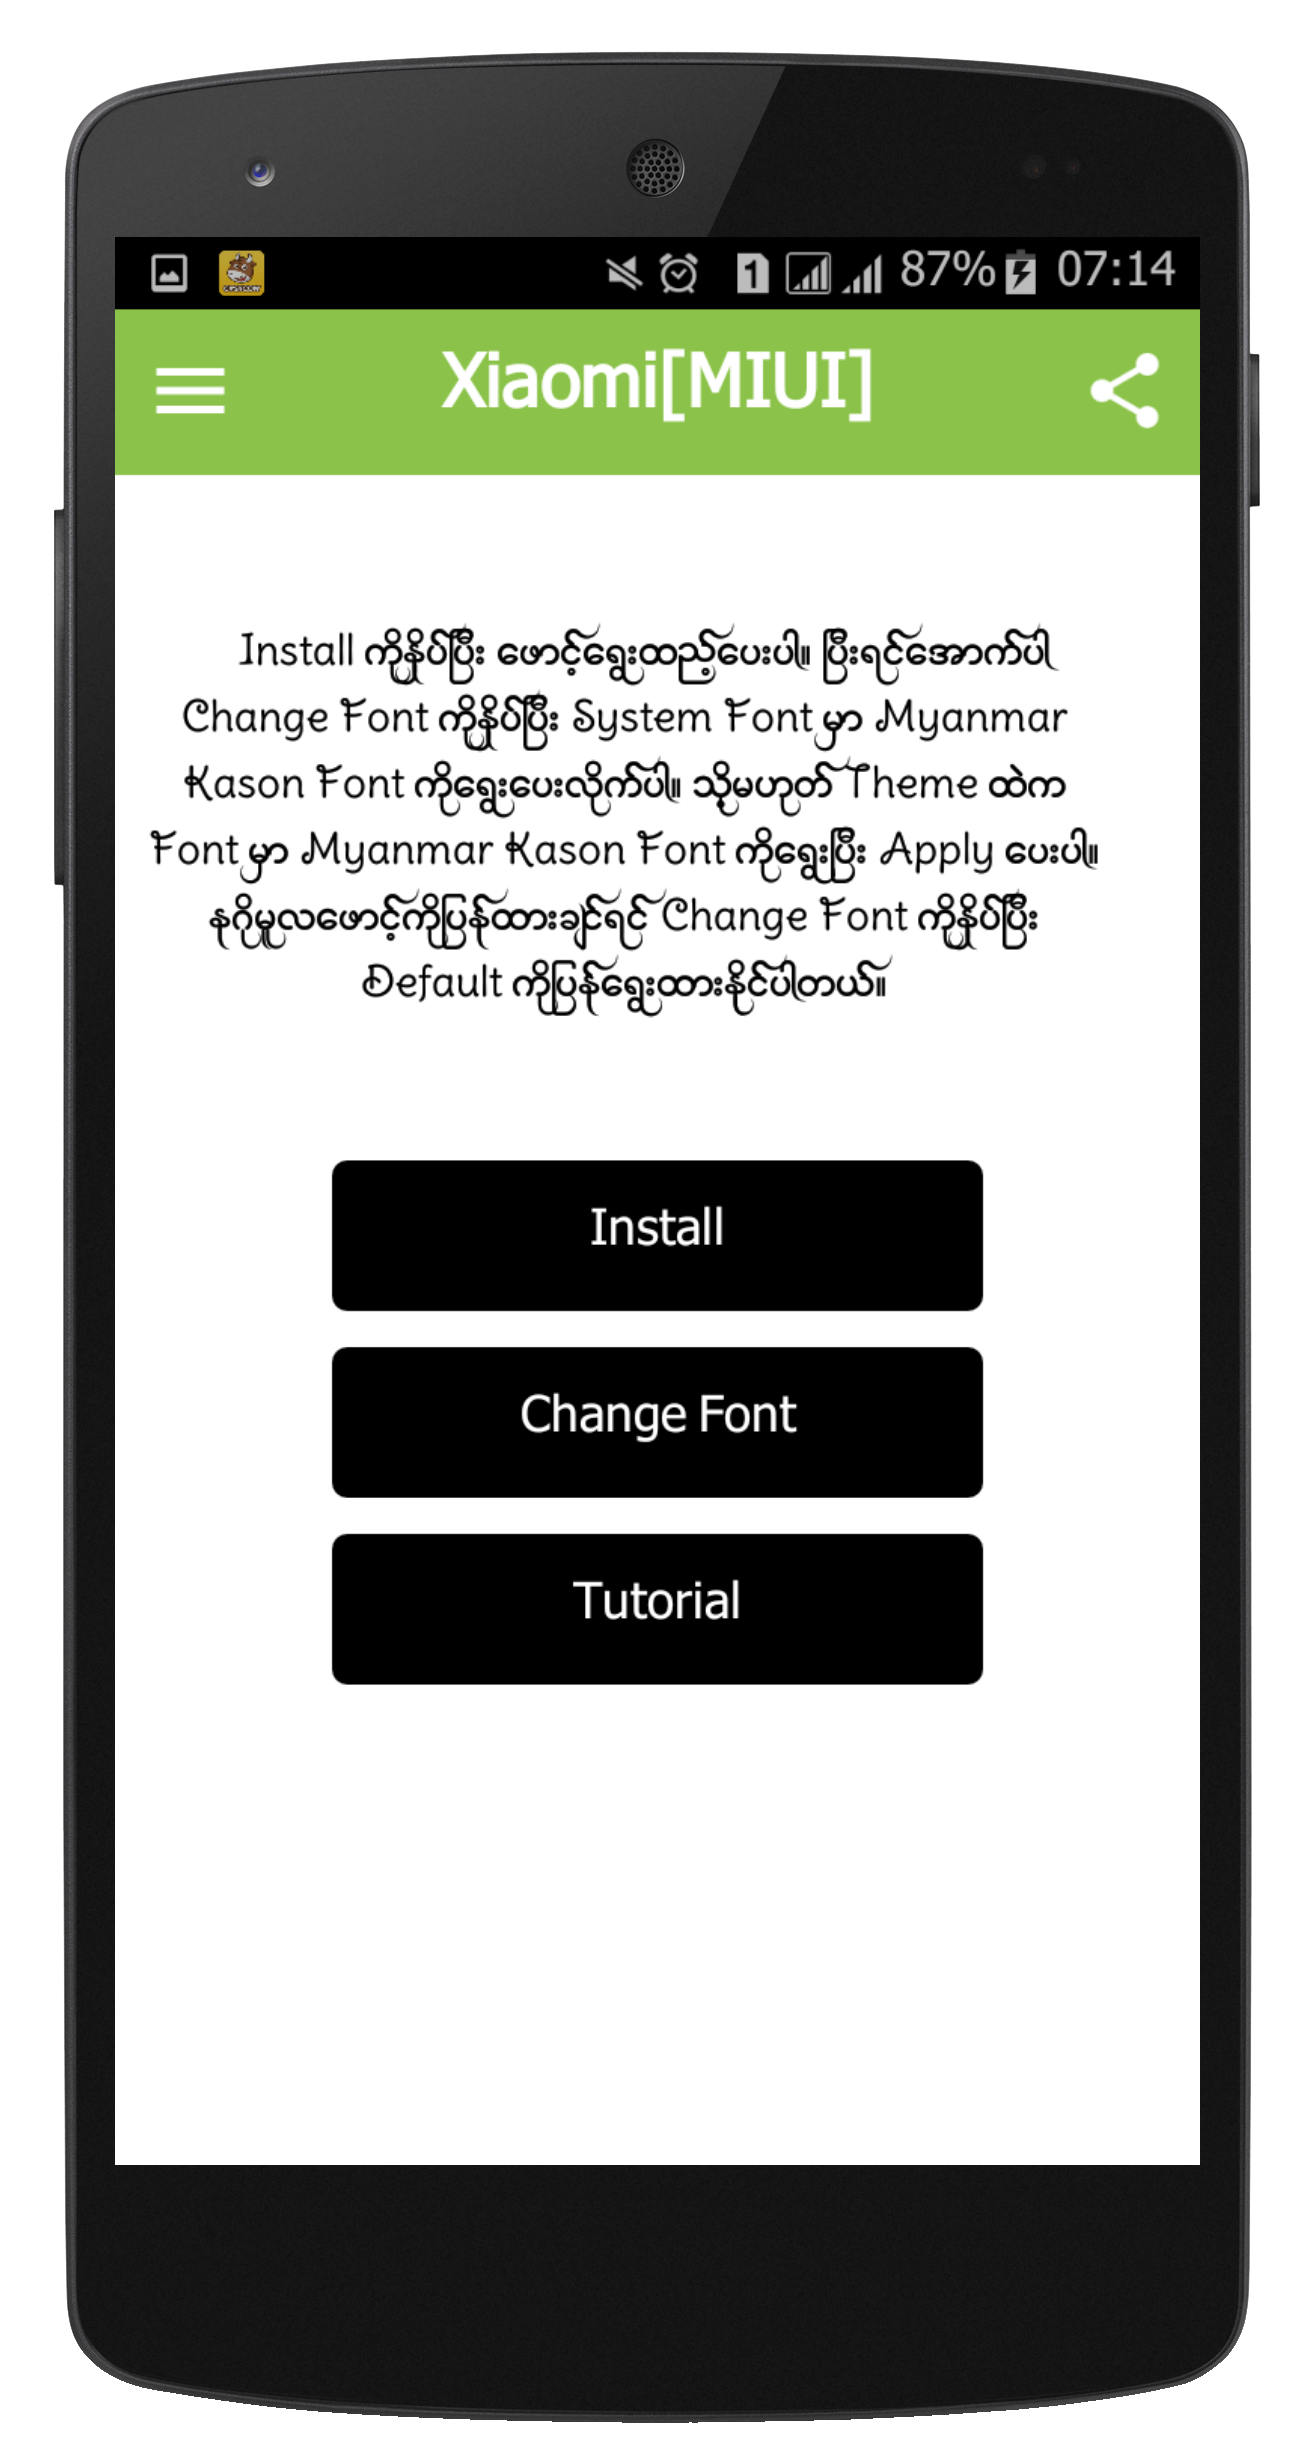 87% 07:14
Xiaomi[MIUI]
Install ကိုနှိပ်ပြီး ဖောင့်ရွေးထည့်ပေးပါ။ ပြီးရင်အောက်ပါ
Change Font ကိုနှိပ်ပြီး System Font မှာ Myanmar
Kason Font ကိုရွေးပေးလိုက်ပါ။ သို့မဟုတ် Theme ထဲက
Font မှာ Myanmar Kason Font ကိုရွေးပြီး Apply ပေးပါ။
နဂိုမူလဖောင့်ကိုပြန်ထားချင်ရင် Change Font ကိုနှိပ်ပြီး
Default ကိုပြန်ရွေးထားနိုင်ပါတယ်။
Install
Change Font
Tutorial